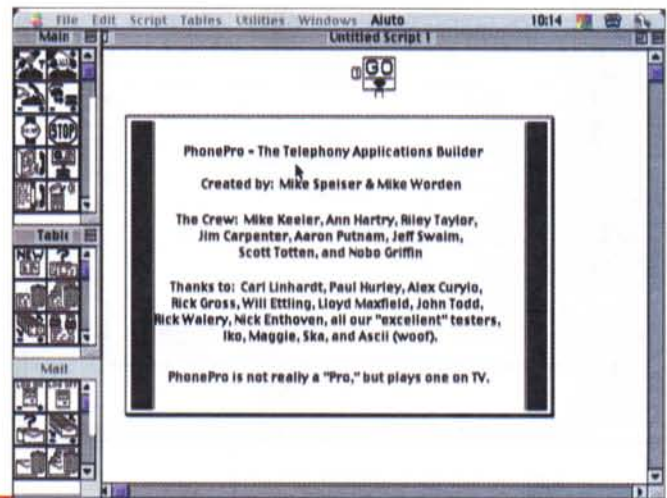 File Edit Script Tables Utilities Windows Aiuto 10:14
Main
Untitled Script 1
GO
STOP
PhonePro - The Telephony Applications Builder
Created by: Mike Speiser & Mike Worden
The Crew: Mike Keeler, Ann Hartry, Riley Taylor,
Jim Carpenter, Aaron Putnam, Jeff Swaim,
Scott Totten, and Nobo Griffin
Table
NEW ?
Thanks to: Carl Linhardt, Paul Hurley, Alex Curylo,
Rick Gross, Will Ettling, Lloyd Maxfield, John Todd,
Rick Walery, Nick Enthoven, all our "excellent" testers,
Iko, Maggie, Ska, and Ascii (woof).
Mail
LOG ON LOG OFF
?
PhonePro is not really a "Pro," but plays one on TV.